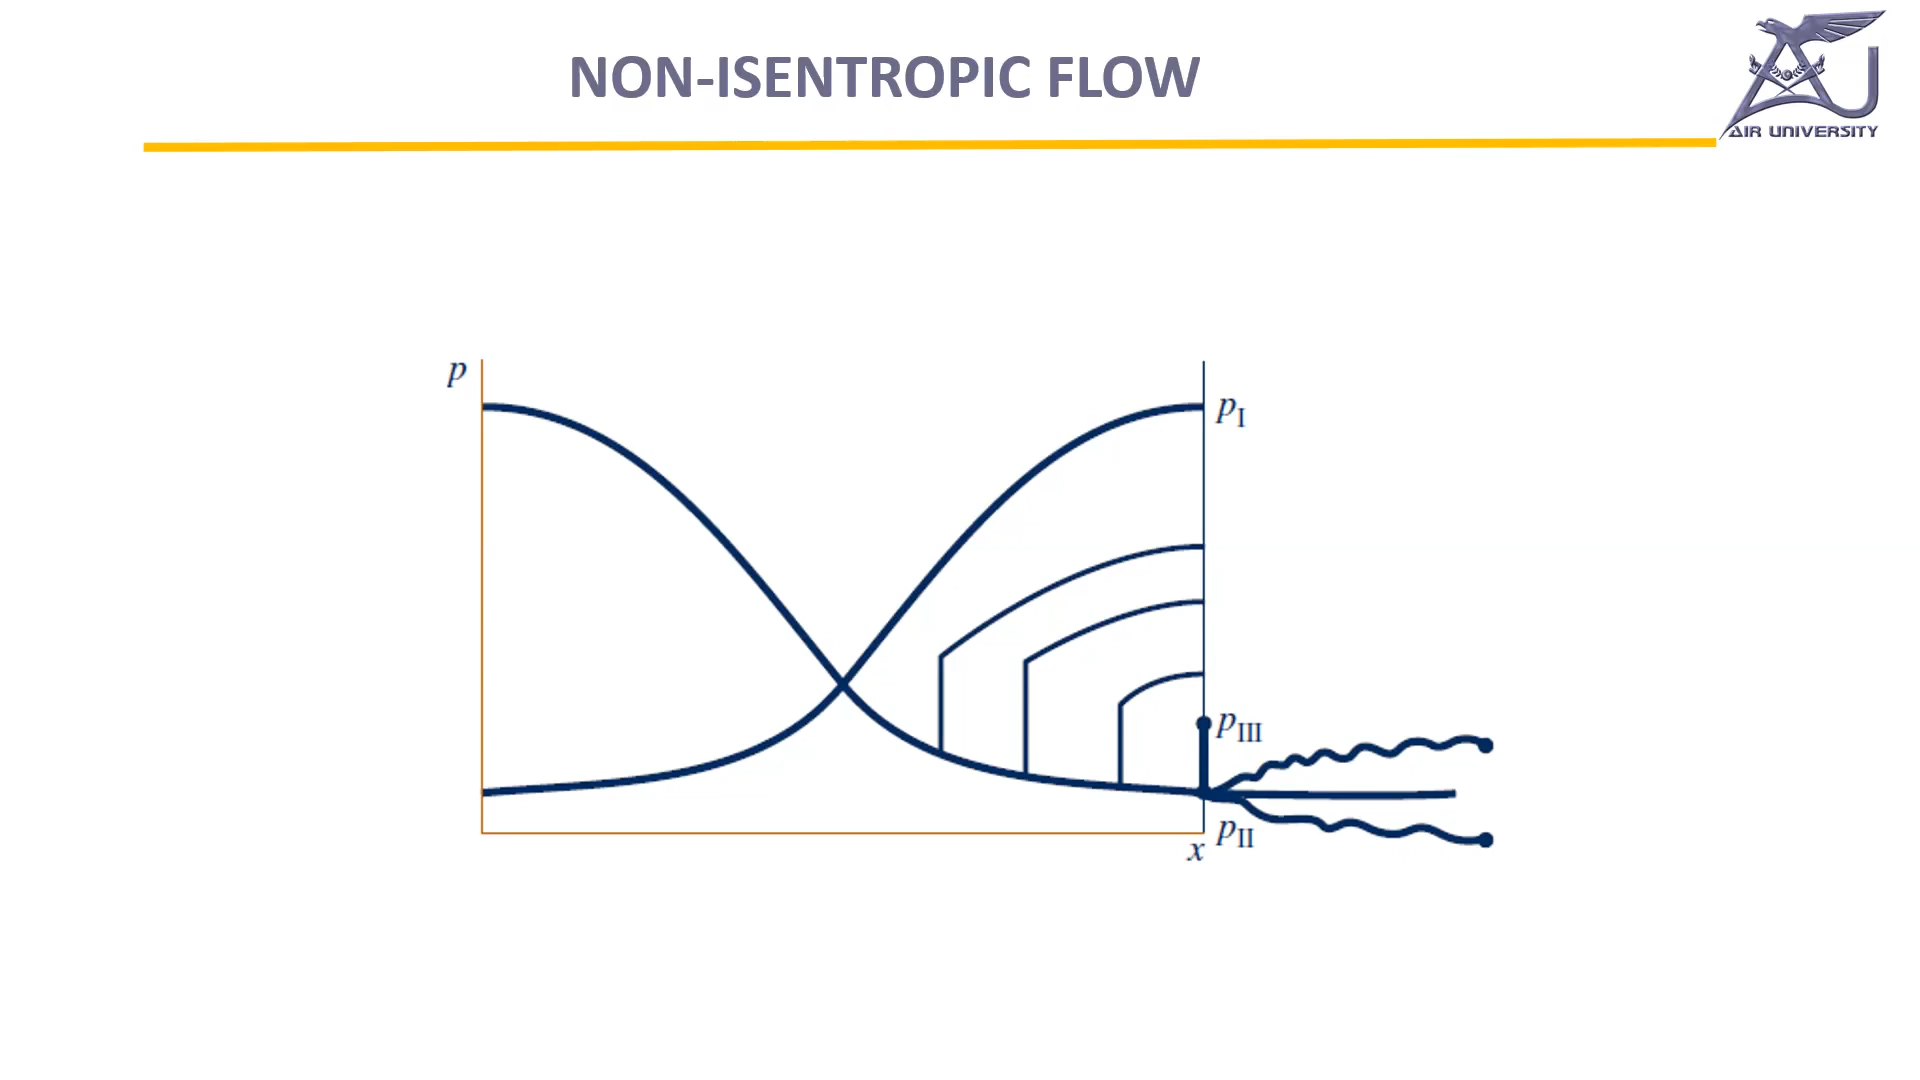 NON-ISENTROPIC FLOW
AIR UNIVERSITY
p
pI
pIII
pII
x